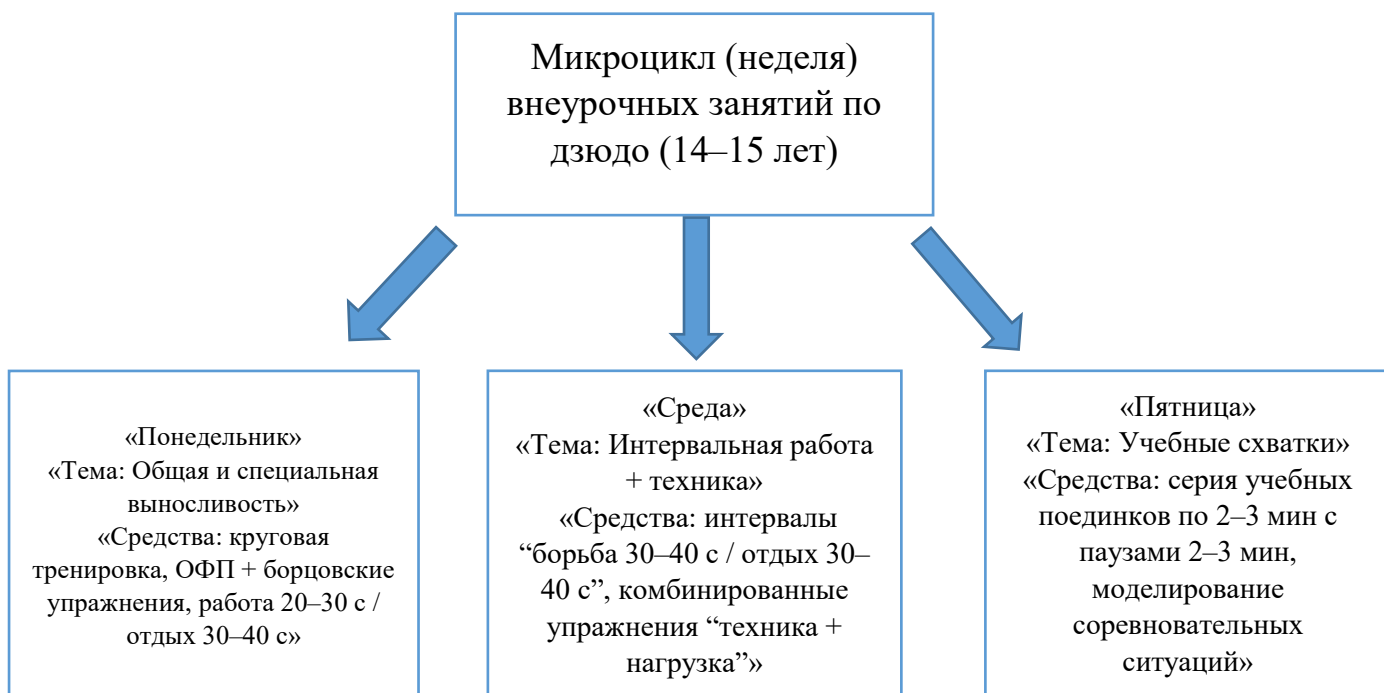 Микроцикл (неделя)
внеурочных занятий по
дзюдо (14–15 лет)
«Понедельник»
«Тема: Общая и специальная
выносливость»
«Средства: круговая
тренировка, ОФП + борцовские
упражнения, работа 20–30 с /
отдых 30–40 с»
«Среда»
«Тема: Интервальная работа
+ техника»
«Средства: интервалы
“борьба 30–40 с / отдых 30–
40 с”, комбинированные
упражнения “техника +
нагрузка”»
«Пятница»
«Тема: Учебные схватки»
«Средства: серия учебных
поединков по 2–3 мин с
паузами 2–3 мин,
моделирование
соревновательных
ситуаций»